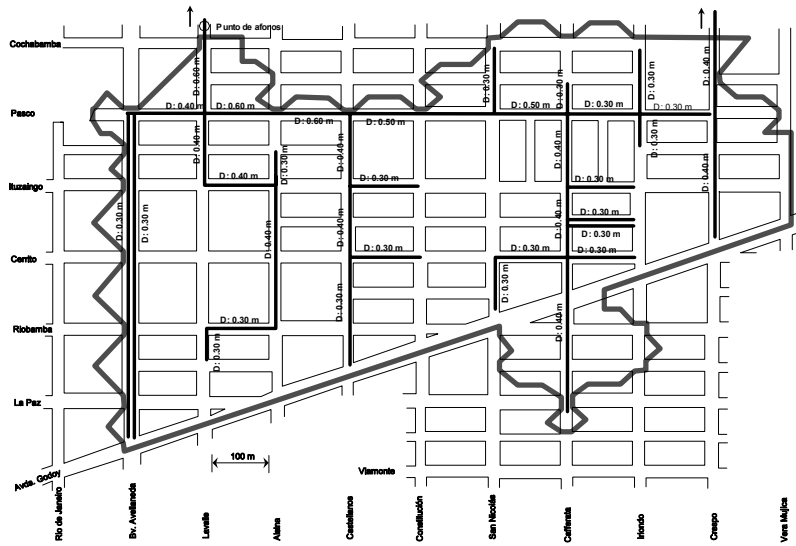 Punto de aforos
Cochabamba
D: 0.60 m
D: 0.30 m
D: 0.30 m
D: 0.30 m
D: 0.40 m
D: 0.40 m
D: 0.60 m
D: 0.50 m
D: 0.30 m
D: 0.30 m
Pasco
D: 0.60 m
D: 0.50 m
D: 0.40 m
D: 0.30 m
D: 0.40 m
D: 0.40 m
D: 0.30 m
D: 0.40 m
Ituzaingo
D: 0.40 m
D: 0.30 m
D: 0.30 m
D: 0.30 m
D: 0.30 m
D: 0.40 m
D: 0.40 m
D: 0.40 m
D: 0.30 m
D: 0.30 m
Cerrito
D: 0.30 m
D: 0.30 m
D: 0.30 m
D: 0.30 m
D: 0.30 m
D: 0.30 m
Riobamba
D: 0.40 m
D: 0.30 m
La Paz
100 m
Viamonte
Avda. Godoy
Rio de Janeiro
Bv. Avellaneda
Lavalle
Alsina
Castellanos
Constitución
San Nicolás
Cafferata
Iriondo
Crespo
Vera Mujica